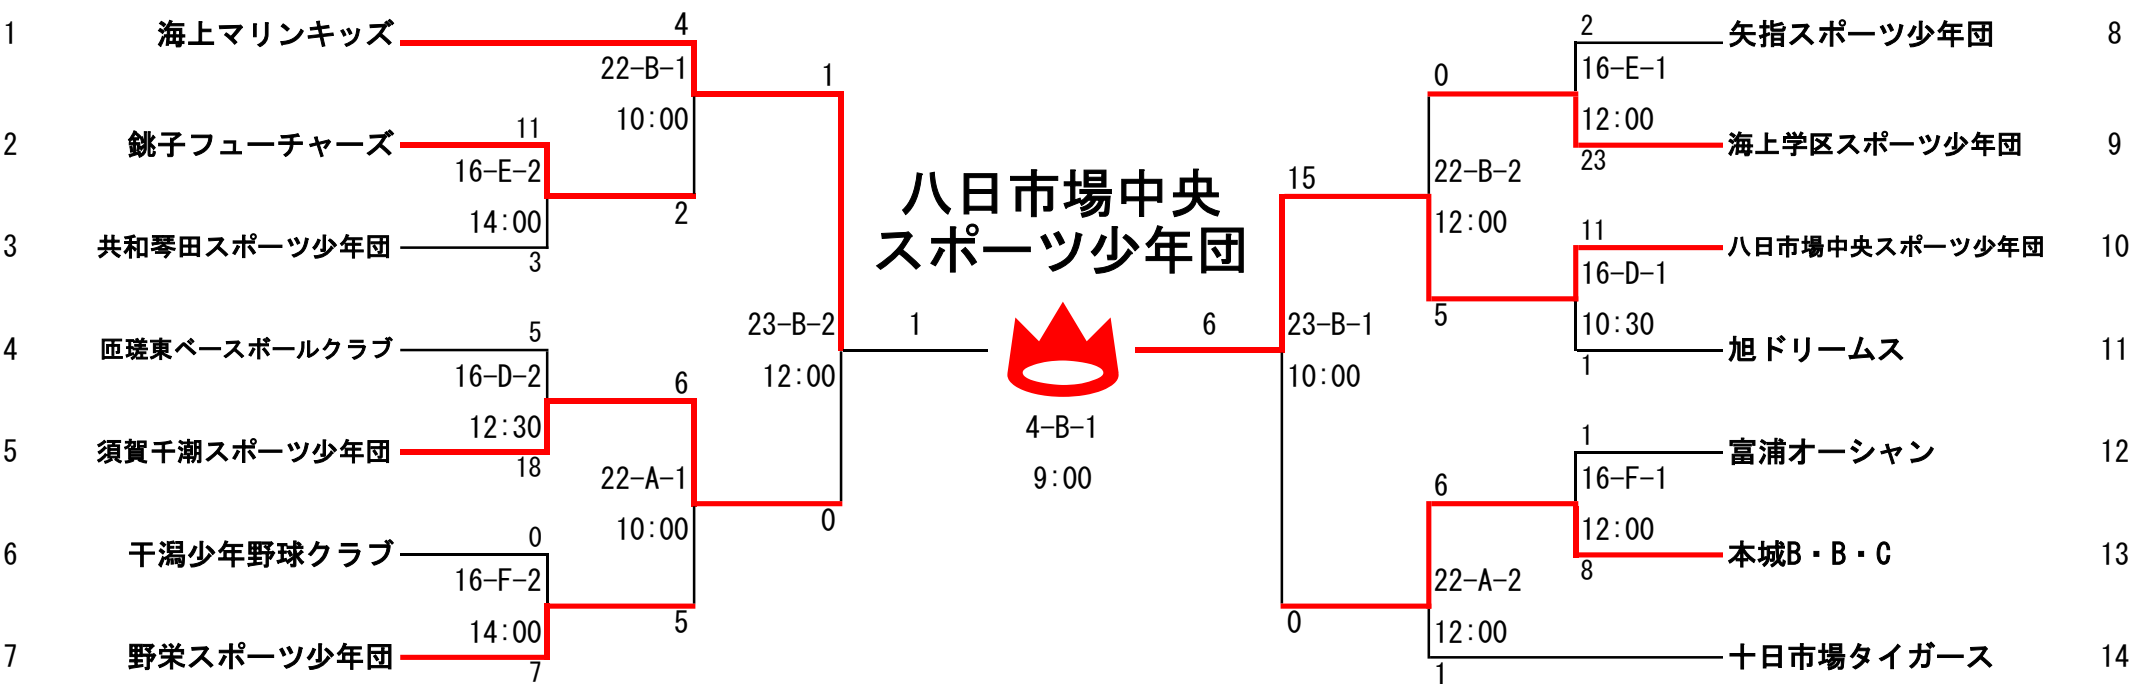 1 海上マリンキッズ 4
22-B-1 1
10:00
2 銚子フューチャーズ 11
16-E-2
14:00 2
3 共和琴田スポーツ少年団 3
4 匝瑳東ベースボールクラブ 5
16-D-2 6
12:30
5 須賀千潮スポーツ少年団 18
22-A-1
10:00 0
6 干潟少年野球クラブ 0
16-F-2
14:00 5
7 野栄スポーツ少年団 7
23-B-2 1
12:00
八日市場中央
スポーツ少年団
4-B-1
9:00
6 23-B-1
10:00
15
0
2 矢指スポーツ少年団 8
0 16-E-1
12:00
23 海上学区スポーツ少年団 9
22-B-2
12:00
11 八日市場中央スポーツ少年団 10
16-D-1
5 10:30
1 旭ドリームス 11
1 富浦オーシャン 12
6 16-F-1
12:00
8 本城B・B・C 13
22-A-2
12:00
1 十日市場タイガース 14